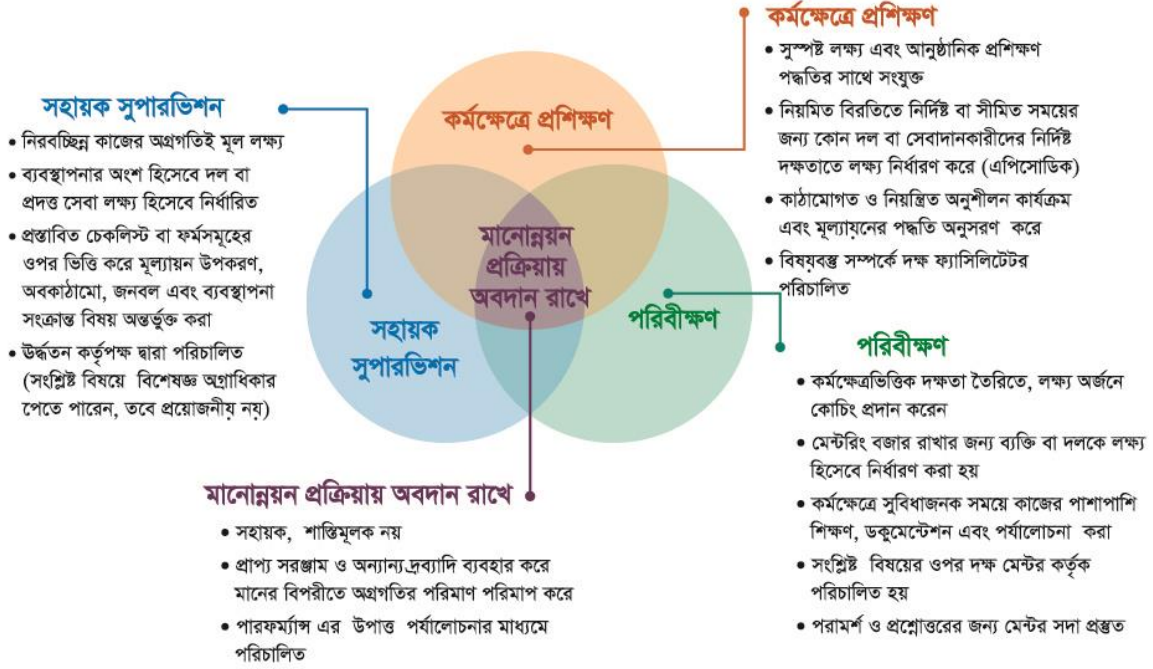 কর্মক্ষেত্রে প্রশিক্ষণ
• সুস্পষ্ট লক্ষ্য এবং আনুষ্ঠানিক প্রশিক্ষণ
পদ্ধতির সাথে সংযুক্ত
• নিয়মিত বিরতিতে নির্দিষ্ট বা সীমিত সময়ের
জন্য কোন দল বা সেবাদানকারীদের নির্দিষ্ট
দক্ষতাতে লক্ষ্য নির্ধারণ করে (এপিসোডিক)
• কাঠামোগত ও নিয়ন্ত্রিত অনুশীলন কার্যক্রম
এবং মূল্যায়নের পদ্ধতি অনুসরণ করে
• বিষয়বস্তু সম্পর্কে দক্ষ ফ্যাসিলিটেটর
পরিচালিত
সহায়ক সুপারভিশন
• নিরবচ্ছিন্ন কাজের অগ্রগতিই মূল লক্ষ্য
• ব্যবস্থাপনার অংশ হিসেবে দল বা
প্রদত্ত সেবা লক্ষ্য হিসেবে নির্ধারিত
• প্রস্তাবিত চেকলিস্ট বা ফর্মসমূহের
ওপর ভিত্তি করে মূল্যায়ন উপকরণ,
অবকাঠামো, জনবল এবং ব্যবস্থাপনা
সংক্রান্ত বিষয় অন্তর্ভুক্ত করা
• ঊর্দ্ধতন কর্তৃপক্ষ দ্বারা পরিচালিত
(সংশ্লিষ্ট বিষয়ে বিশেষজ্ঞ অগ্রাধিকার
পেতে পারেন, তবে প্রয়োজনীয় নয়)
কর্মক্ষেত্রে প্রশিক্ষণ
মানোন্নয়ন
প্রক্রিয়ায়
অবদান রাখে
সহায়ক
সুপারভিশন
পরিবীক্ষণ
পরিবীক্ষণ
• কর্মক্ষেত্রভিত্তিক দক্ষতা তৈরিতে, লক্ষ্য অর্জনে
কোচিং প্রদান করেন
• মেন্টরিং বজার রাখার জন্য ব্যক্তি বা দলকে লক্ষ্য
হিসেবে নির্ধারণ করা হয়
• কর্মক্ষেত্রে সুবিধাজনক সময়ে কাজের পাশাপাশি
শিক্ষণ, ডকুমেন্টেশন এবং পর্যালোচনা করা
• সংশ্লিষ্ট বিষয়ের ওপর দক্ষ মেন্টর কর্তৃক
পরিচালিত হয়
• পরামর্শ ও প্রশ্নোত্তরের জন্য মেন্টর সদা প্রস্তুত
মানোন্নয়ন প্রক্রিয়ায় অবদান রাখে
• সহায়ক, শাস্তিমূলক নয়
• প্রাপ্য সরঞ্জাম ও অন্যান্য দ্রব্যাদি ব্যবহার করে
মানের বিপরীতে অগ্রগতির পরিমাণ পরিমাপ করে
• পারফর্ম্যান্স এর উপাত্ত পর্যালোচনার মাধ্যমে
পরিচালিত